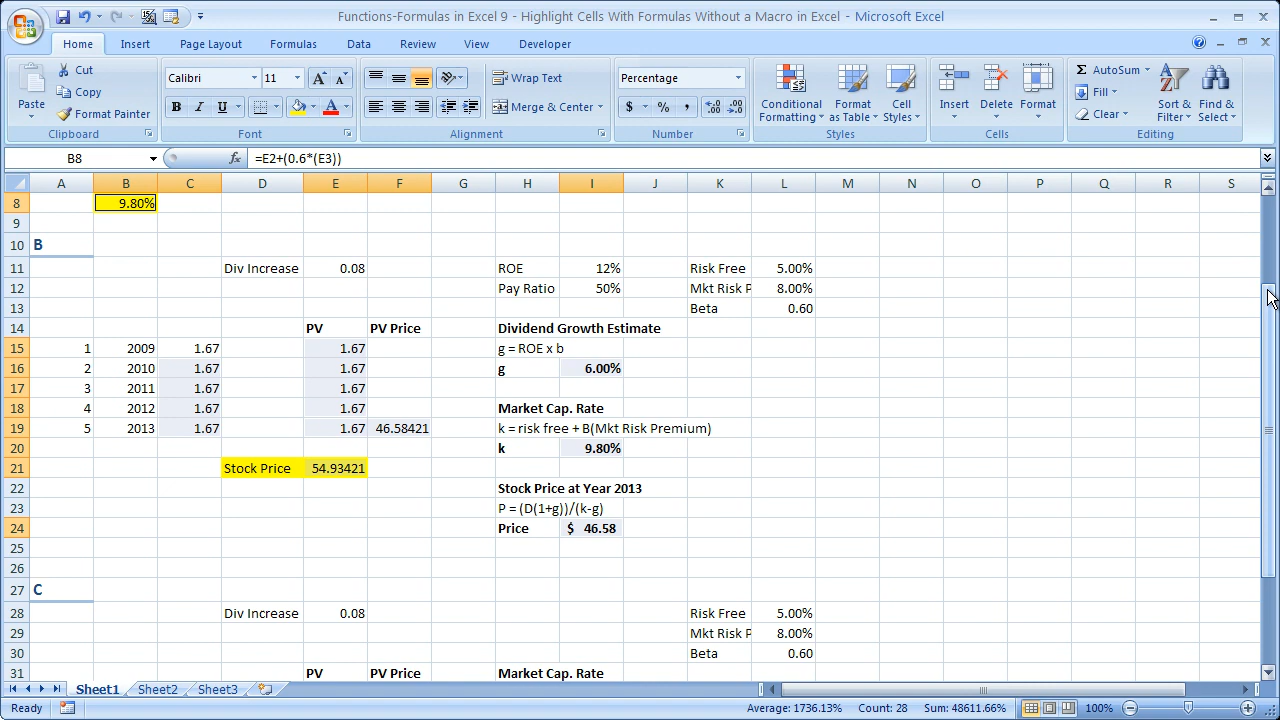 Functions-Formulas in Excel 9 - Highlight Cells With Formulas Without a Macro in Excel - Microsoft Excel
Home Insert Page Layout Formulas Data Review View Developer
Paste Cut Copy Format Painter Clipboard
Calibri 11 A A B I U A Font
Wrap Text Merge & Center Alignment
Percentage $ % , .00 .0 Number
Conditional Formatting Format as Table Cell Styles Styles
Insert Delete Format Cells
Σ AutoSum Fill Clear Sort & Filter Find & Select Editing
B8 fx =E2+(0.6*(E3))
A B C D E F G H I J K L M N O P Q R S
8 9.80%
9
10 B
11 Div Increase 0.08 ROE 12% Risk Free 5.00%
12 Pay Ratio 50% Mkt Risk P 8.00%
13 Beta 0.60
14 PV PV Price Dividend Growth Estimate
15 1 2009 1.67 1.67 g = ROE x b
16 2 2010 1.67 1.67 g 6.00%
17 3 2011 1.67 1.67
18 4 2012 1.67 1.67 Market Cap. Rate
19 5 2013 1.67 1.67 46.58421 k = risk free + B(Mkt Risk Premium)
20 k 9.80%
21 Stock Price 54.93421
22 Stock Price at Year 2013
23 P = (D(1+g))/(k-g)
24 Price $ 46.58
25
26
27 C
28 Div Increase 0.08 Risk Free 5.00%
29 Mkt Risk P 8.00%
30 Beta 0.60
31 PV PV Price Market Cap. Rate
Sheet1 Sheet2 Sheet3
Ready Average: 1736.13% Count: 28 Sum: 48611.66% 100%